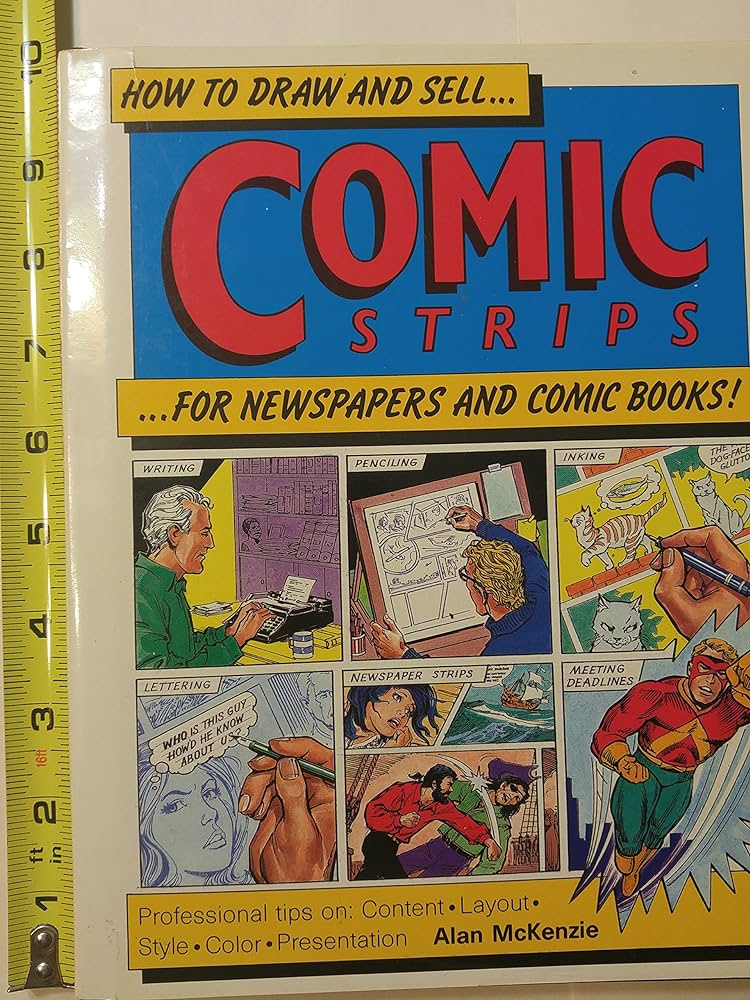 HOW TO DRAW AND SELL...
COMIC
STRIPS
...FOR NEWSPAPERS AND COMIC BOOKS!
WRITING
PENCILING
INKING
THE
DOG-FACE
GLUTTO
LETTERING
WHO IS THIS GUY
HOW'D HE KNOW
ABOUT US?
NEWSPAPER STRIPS
MEETING
DEADLINES
Professional tips on: Content • Layout •
Style • Color • Presentation Alan McKenzie
10
9
8
7
6
5
4
3
16ft
2
ft
in
1